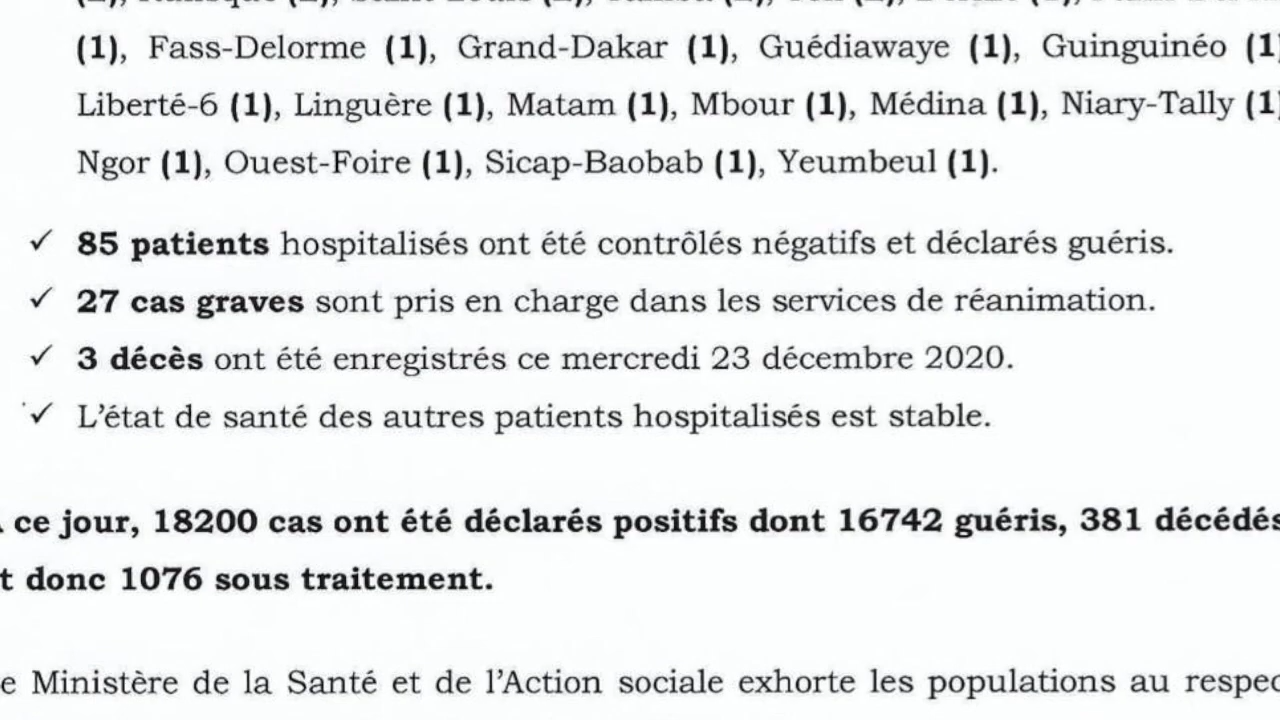 (1), Fass-Delorme (1), Grand-Dakar (1), Guédiawaye (1), Guinguinéo (1
Liberté-6 (1), Linguère (1), Matam (1), Mbour (1), Médina (1), Niary-Tally (1
Ngor (1), Ouest-Foire (1), Sicap-Baobab (1), Yeumbeul (1).
✓ 85 patients hospitalisés ont été contrôlés négatifs et déclarés guéris.
✓ 27 cas graves sont pris en charge dans les services de réanimation.
✓ 3 décès ont été enregistrés ce mercredi 23 décembre 2020.
✓ L'état de santé des autres patients hospitalisés est stable.
ce jour, 18200 cas ont été déclarés positifs dont 16742 guéris, 381 décédés
t donc 1076 sous traitement.
e Ministère de la Santé et de l'Action sociale exhorte les populations au respec